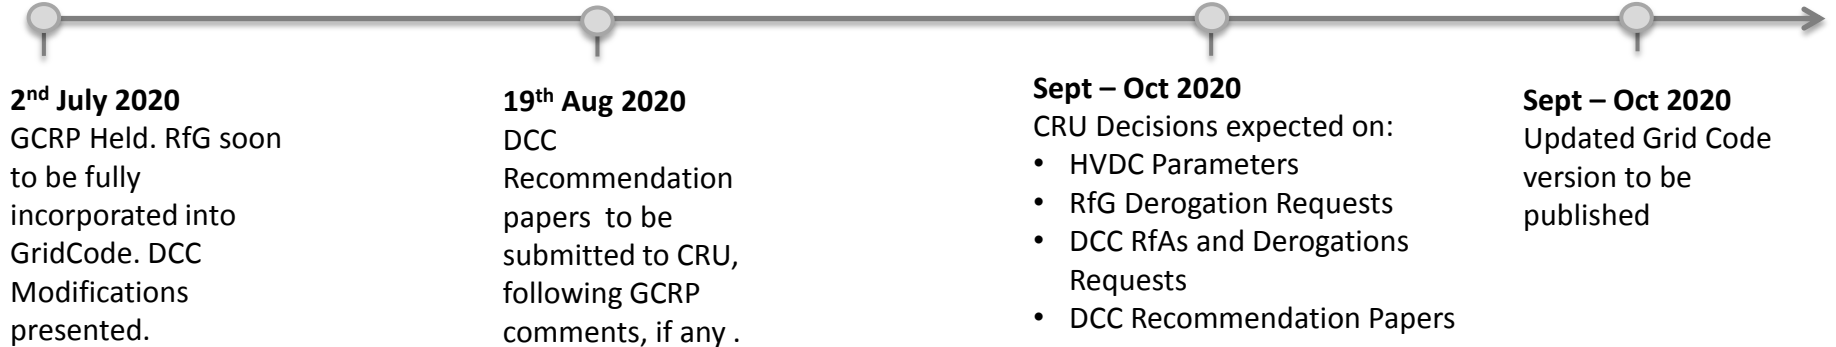 2nd July 2020
GCRP Held. RfG soon
to be fully
incorporated into
GridCode. DCC
Modifications
presented.
19th Aug 2020
DCC
Recommendation
papers to be
submitted to CRU,
following GCRP
comments, if any .
Sept – Oct 2020
CRU Decisions expected on:
• HVDC Parameters
• RfG Derogation Requests
• DCC RfAs and Derogations
Requests
• DCC Recommendation Papers
Sept – Oct 2020
Updated Grid Code
version to be
published